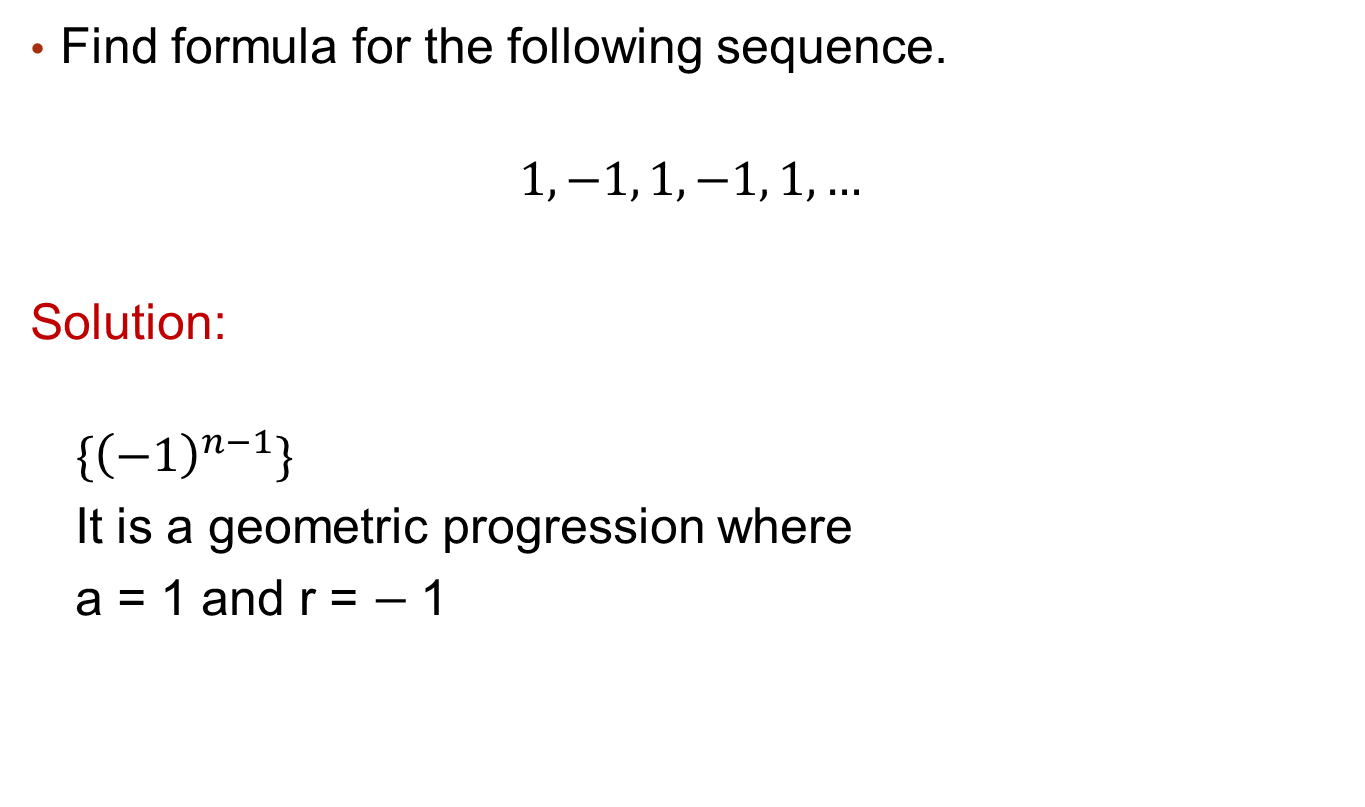 • Find formula for the following sequence.
1, −1, 1, −1, 1, …
Solution:
{(−1)ⁿ⁻¹}
It is a geometric progression where
a = 1 and r = – 1